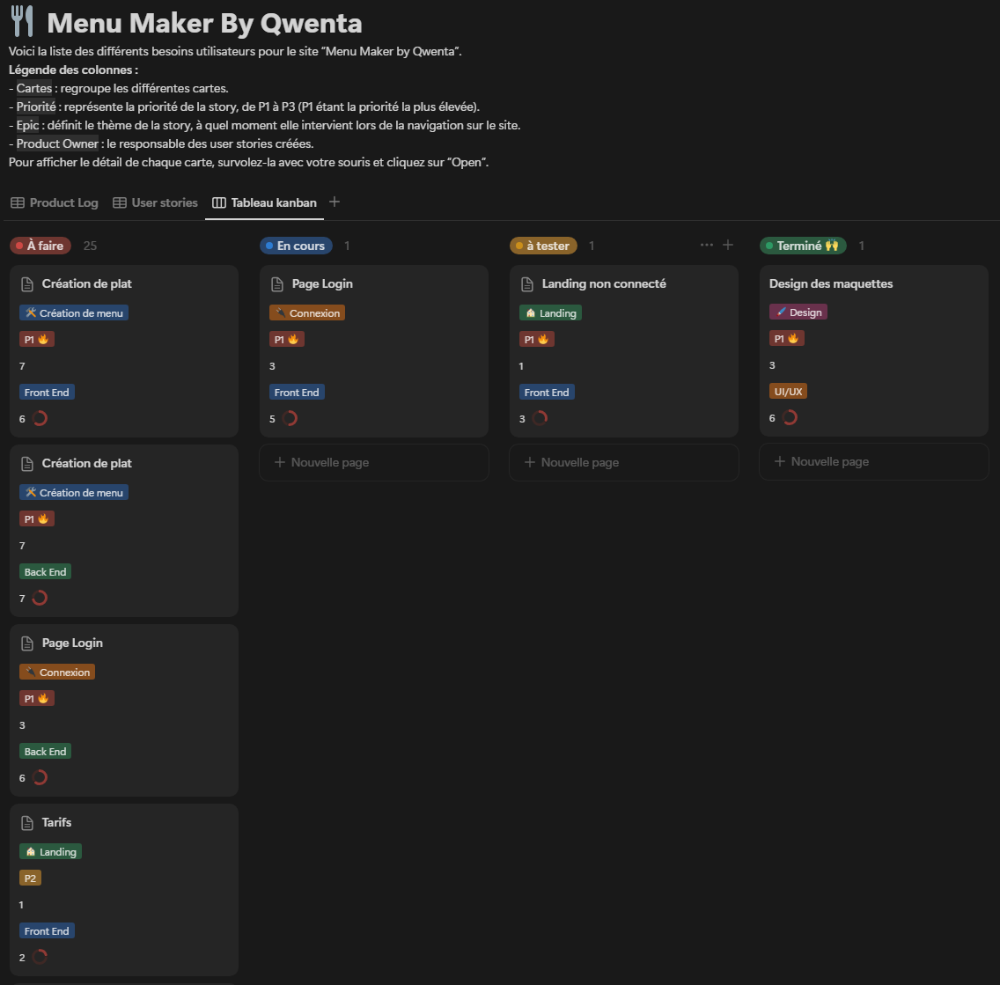 Menu Maker By Qwenta
Voici la liste des différents besoins utilisateurs pour le site “Menu Maker by Qwenta”.
Légende des colonnes :
- Cartes : regroupe les différentes cartes.
- Priorité : représente la priorité de la story, de P1 à P3 (P1 étant la priorité la plus élevée).
- Epic : définit le thème de la story, à quel moment elle intervient lors de la navigation sur le site.
- Product Owner : le responsable des user stories créées.
Pour afficher le détail de chaque carte, survolez-la avec votre souris et cliquez sur “Open”.
Product Log User stories Tableau kanban
À faire 25
Création de plat
Création de menu
P1
7
Front End
6
Création de plat
Création de menu
P1
7
Back End
7
Page Login
Connexion
P1
3
Back End
6
Tarifs
Landing
P2
1
Front End
2
En cours 1
Page Login
Connexion
P1
3
Front End
5
Nouvelle page
à tester 1
Landing non connecté
Landing
P1
1
Front End
3
Nouvelle page
Terminé 🙌 1
Design des maquettes
Design
P1
3
UI/UX
6
Nouvelle page